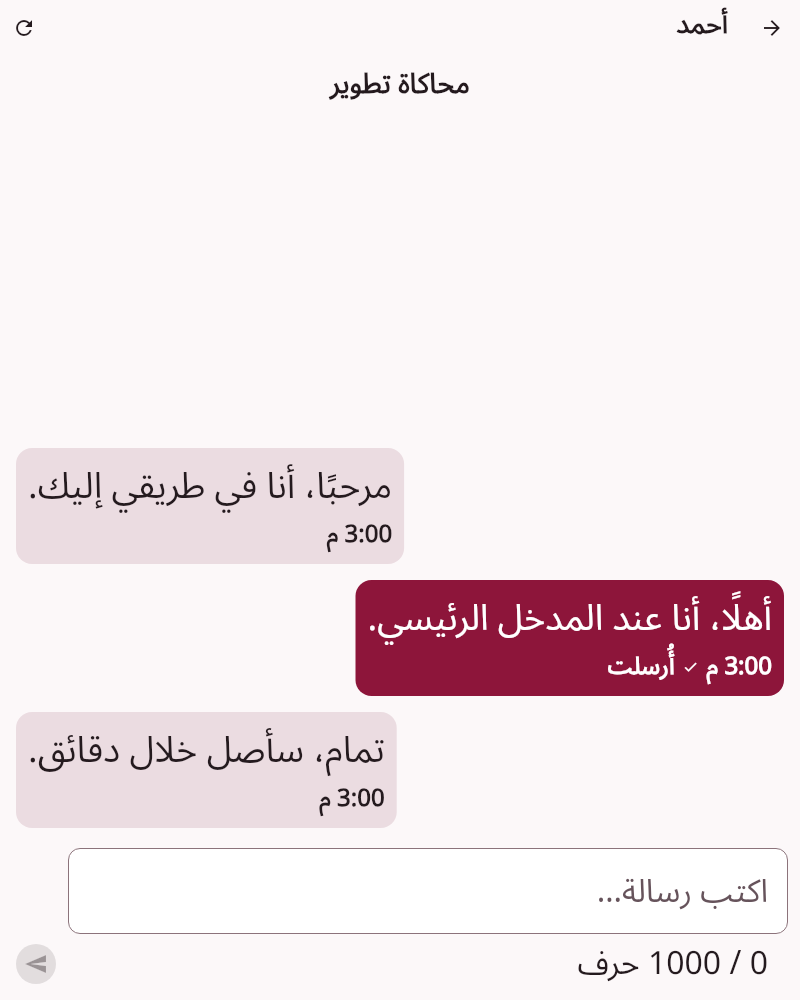 أحمد
محاكاة تطوير
مرحبًا، أنا في طريقي إليك.
3:00 م
أهلًا، أنا عند المدخل الرئيسي.
3:00 م ✓ أُرسلت
تمام، سأصل خلال دقائق.
3:00 م
اكتب رسالة...
0 / 1000 حرف